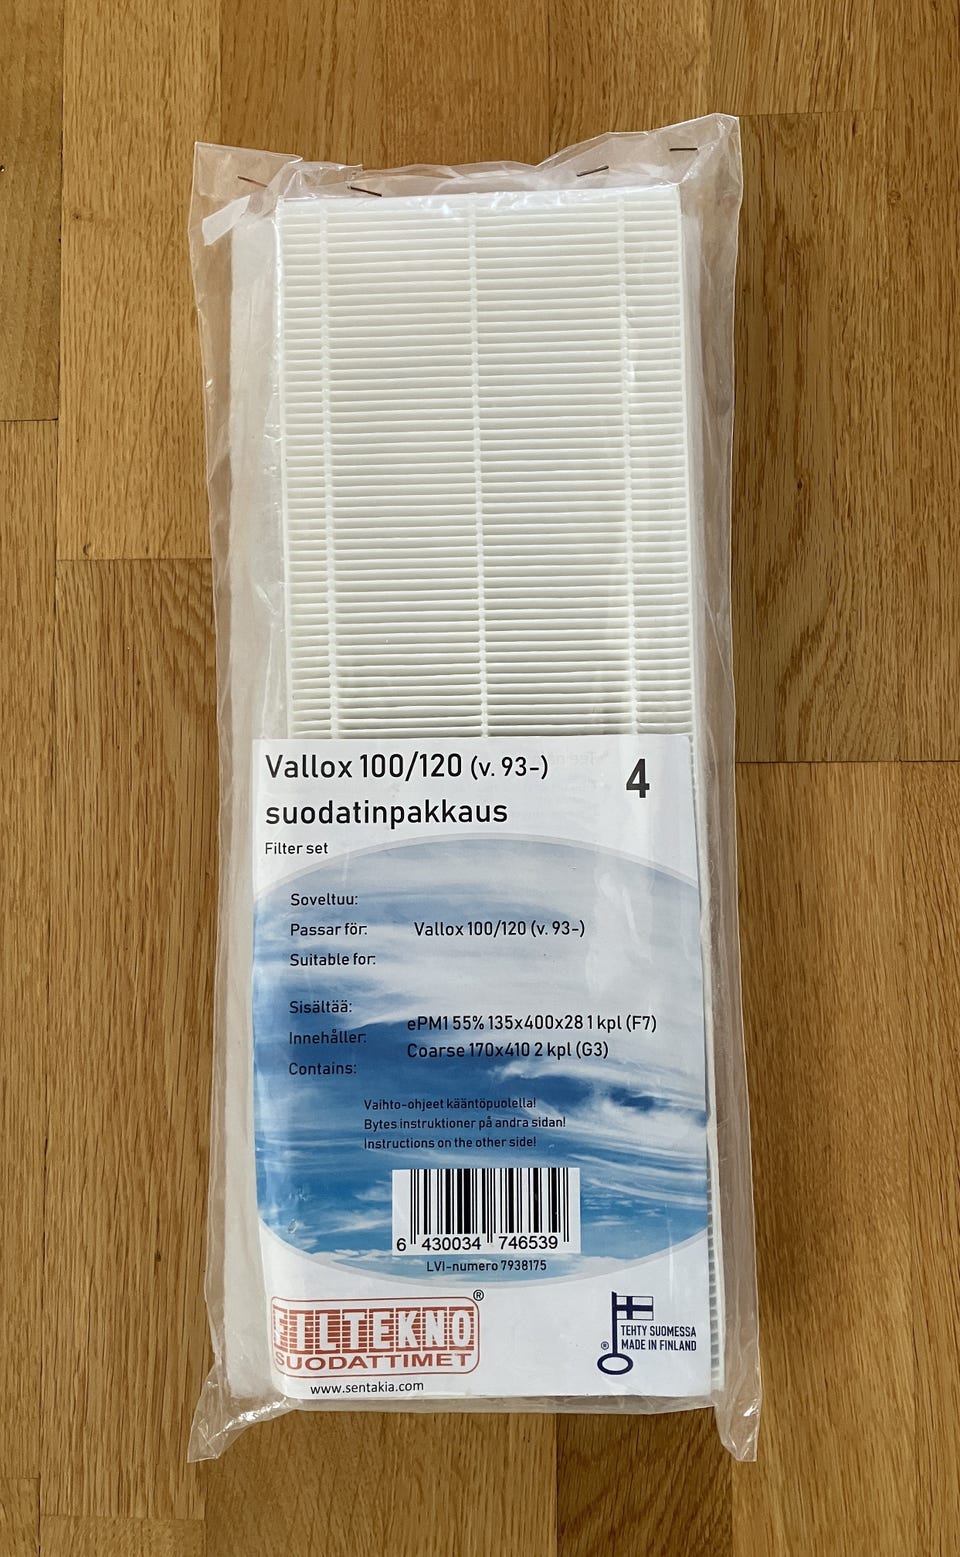 Vallox 100/120 (v. 93-)
4
suodatinpakkaus
Filter set
Soveltuu:
Passar för:
Vallox 100/120 (v. 93-)
Suitable for:
Sisältää:
Innehåller:
Contains:
ePM1 55% 135x400x28 1 kpl (F7)
Coarse 170x410 2 kpl (G3)
Vaihto-ohjeet kääntöpuolella!
Bytes instruktioner på andra sidan!
Instructions on the other side!
6 430034 746539
LVI-numero 7938175
FILTEKNO®
SUODATTIMET
www.sentakia.com
®
TEHTY SUOMESSA
MADE IN FINLAND